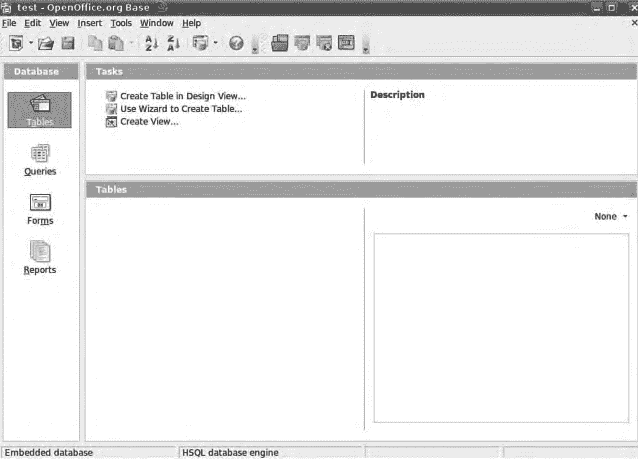 test - OpenOffice.org Base
File Edit View Insert Tools Window Help
Database
Tables
Queries
Forms
Reports
Tasks
Create Table in Design View...
Use Wizard to Create Table...
Create View...
Description
Tables
None
Embedded database
HSQL database engine